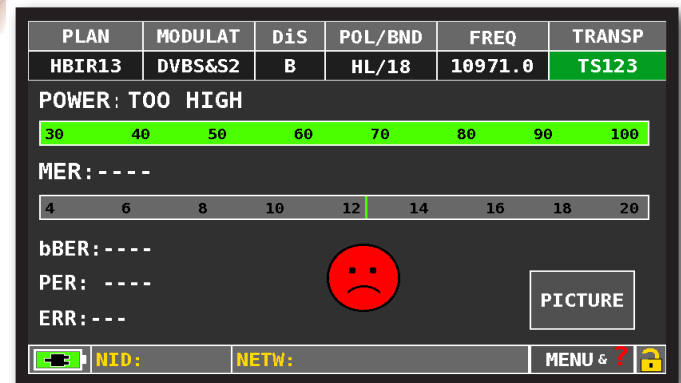 PLAN MODULAT DiS POL/BND FREQ TRANSP
HBIR13 DVBS&S2 B HL/18 10971.0 TS123
POWER: TOO HIGH
30 40 50 60 70 80 90 100
MER:----
4 6 8 10 12 14 16 18 20
bBER:----
PER: ----
PICTURE
ERR:---
NID: NETW: MENU & ?